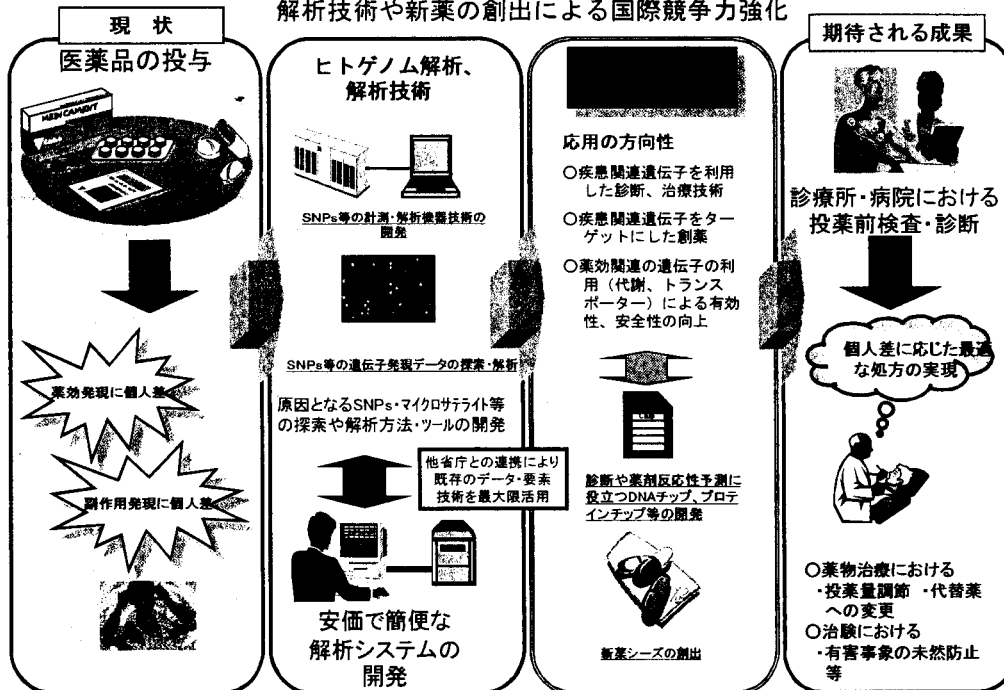 解析技術や新薬の創出による国際競争力強化
現 状
医薬品の投与
MEDICAMENT
薬効発現に個人差
副作用発現に個人差
ヒトゲノム解析、
解析技術
SNPs等の計測・解析機器技術の
開発
SNPs等の遺伝子発現データの探索・解析
原因となるSNPs・マイクロサテライト等
の探索や解析方法・ツールの開発
他省庁との連携により
既存のデータ・要素
技術を最大限活用
安価で簡便な
解析システムの
開発
応用の方向性
○疾患関連遺伝子を利用
した診断、治療技術
○疾患関連遺伝子をター
ゲットにした創薬
○薬効関連の遺伝子の利
用（代謝、トランス
ポーター）による有効
性、安全性の向上
診断や薬剤反応性予測に
役立つDNAチップ、プロテ
インチップ等の開発
新薬シーズの創出
期待される成果
診療所・病院における
投薬前検査・診断
個人差に応じた最適
な処方の実現
○薬物治療における
・投薬量調節 ・代替薬
への変更
○治験における
・有害事象の未然防止
等